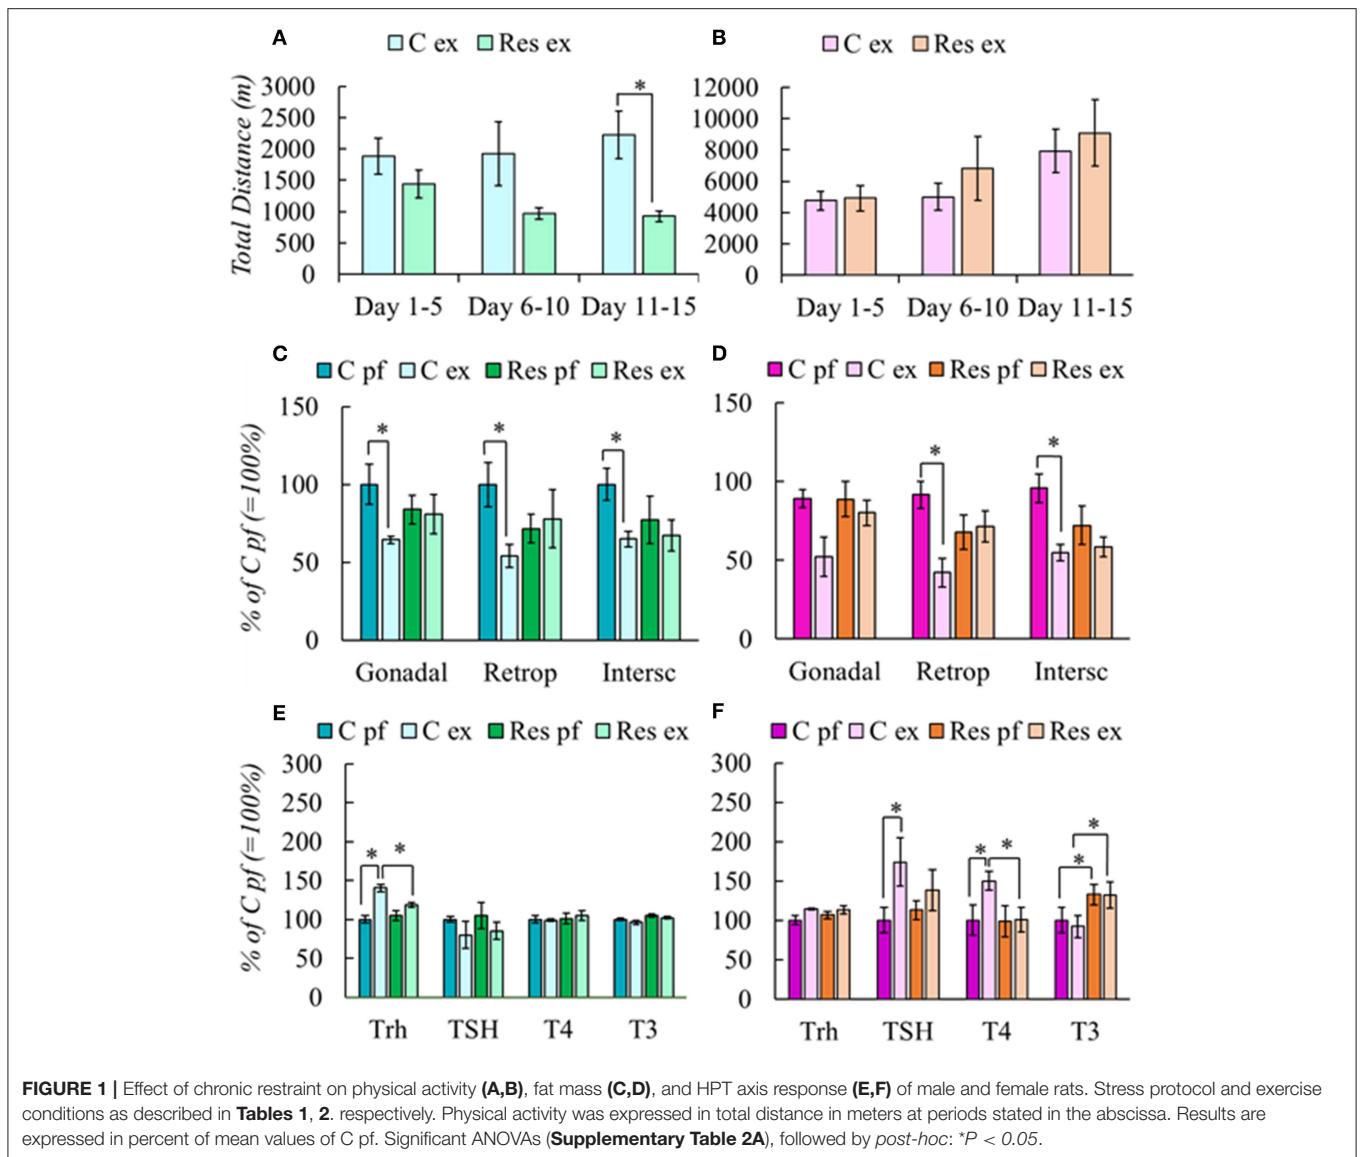 A
B
C ex Res ex
C ex Res ex
Total Distance (m)
3000
2500
2000
1500
1000
500
0
*
Day 1-5 Day 6-10 Day 11-15
12000
10000
8000
6000
4000
2000
0
Day 1-5 Day 6-10 Day 11-15
C
D
C pf C ex Res pf Res ex
C pf C ex Res pf Res ex
% of C pf (=100%)
150
100
50
0
* * *
Gonadal Retrop Intersc
150
100
50
0
* *
Gonadal Retrop Intersc
E
F
C pf C ex Res pf Res ex
C pf C ex Res pf Res ex
% of C pf (=100%)
300
250
200
150
100
50
0
* *
Trh TSH T4 T3
300
250
200
150
100
50
0
* * * * *
Trh TSH T4 T3
FIGURE 1 | Effect of chronic restraint on physical activity (A,B), fat mass (C,D), and HPT axis response (E,F) of male and female rats. Stress protocol and exercise
conditions as described in Tables 1, 2. respectively. Physical activity was expressed in total distance in meters at periods stated in the abscissa. Results are
expressed in percent of mean values of C pf. Significant ANOVAs (Supplementary Table 2A), followed by post-hoc: *P < 0.05.